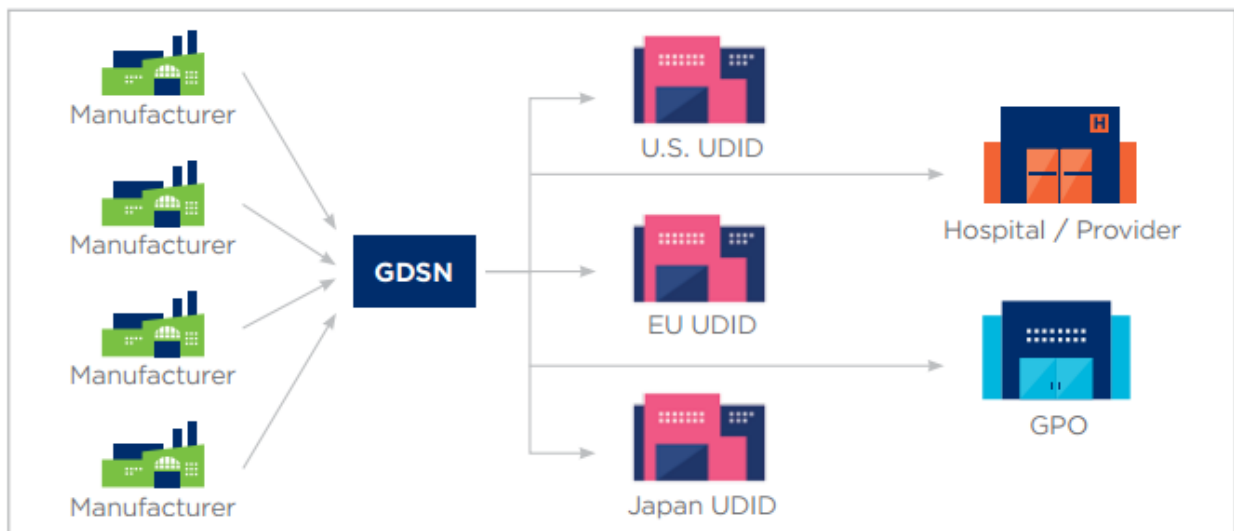 Manufacturer
Manufacturer
Manufacturer
Manufacturer
GDSN
U.S. UDID
EU UDID
Japan UDID
H
Hospital / Provider
GPO